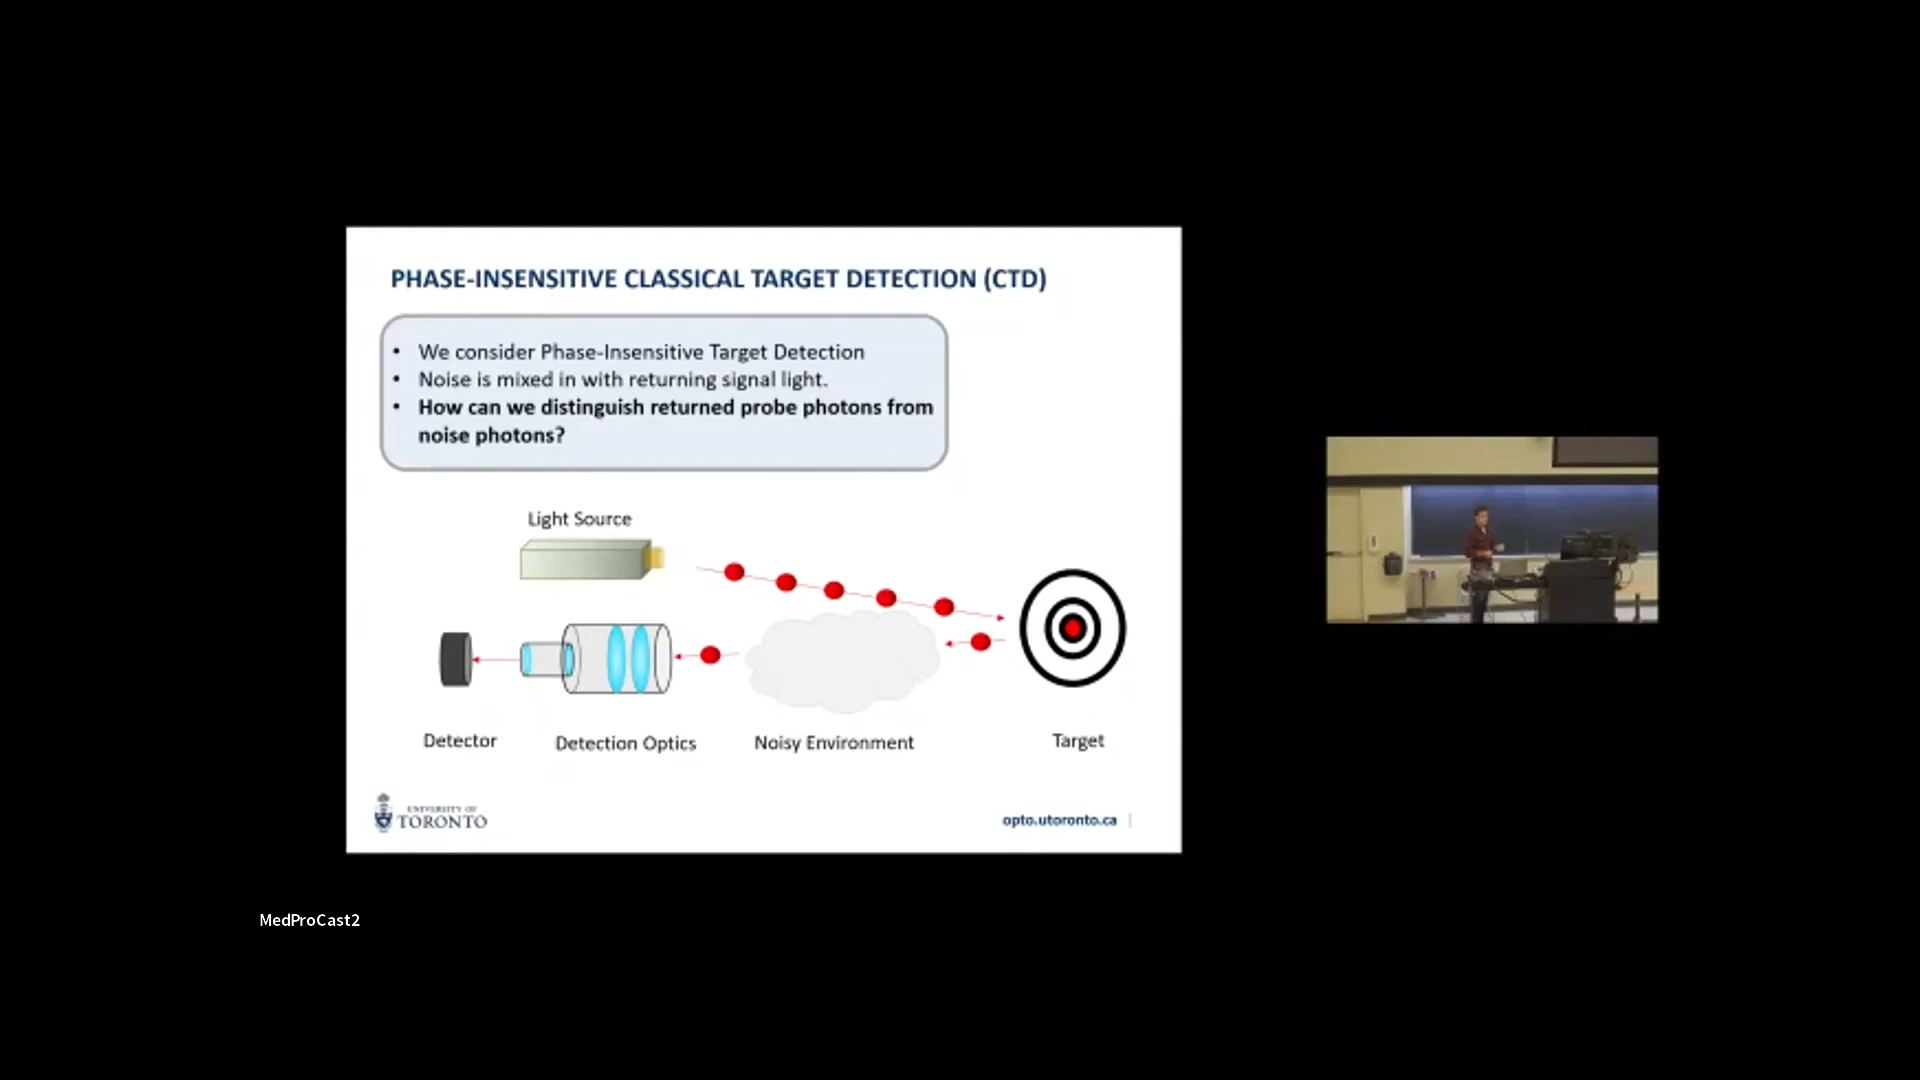 PHASE-INSENSITIVE CLASSICAL TARGET DETECTION (CTD)
• We consider Phase-Insensitive Target Detection
• Noise is mixed in with returning signal light.
• How can we distinguish returned probe photons from
noise photons?
Light Source
Detector
Detection Optics
Noisy Environment
Target
UNIVERSITY OF
TORONTO
opto.utoronto.ca |
MedProCast2